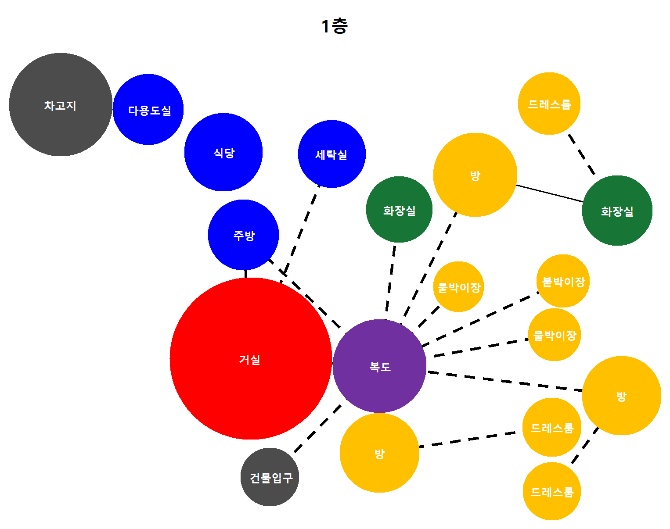 1층
차고지
다용도실
드레스룸
식당
세탁실
방
화장실
화장실
주방
붙박이장
붙박이장
붙박이장
거실
복도
방
드레스룸
방
건물입구
드레스룸